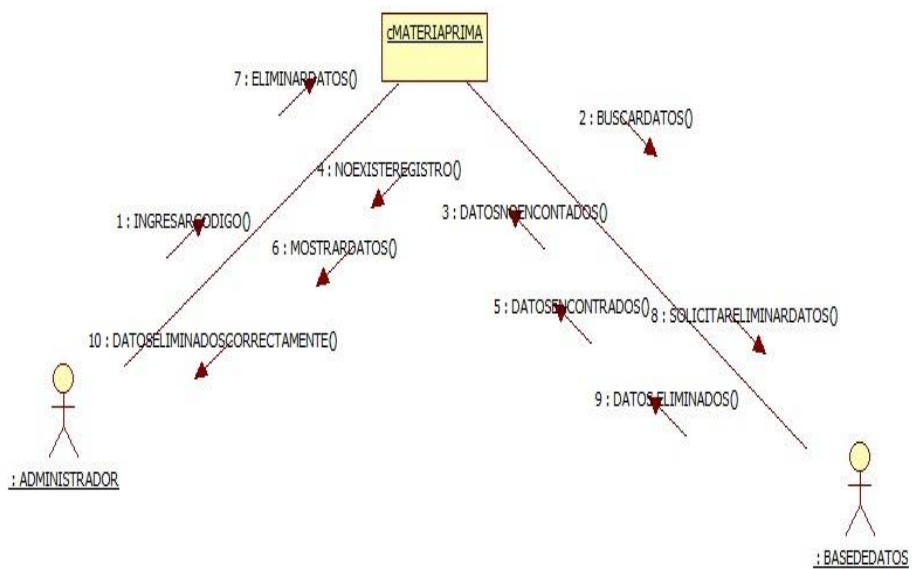 cMATERIAPRIMA
7 : ELIMINARDATOS()
2 : BUSCARDATOS()
4 : NOEXISTEREGISTRO()
3 : DATOSNOENCONTADOS()
1 : INGRESARCODIGO()
6 : MOSTRARDATOS()
5 : DATOSENCONTRADOS()
8 : SOLICITARELIMINARDATOS()
10 : DATOSELIMINADOSCORRECTAMENTE()
9 : DATOS ELIMINADOS()
: ADMINISTRADOR
: BASEDEDATOS